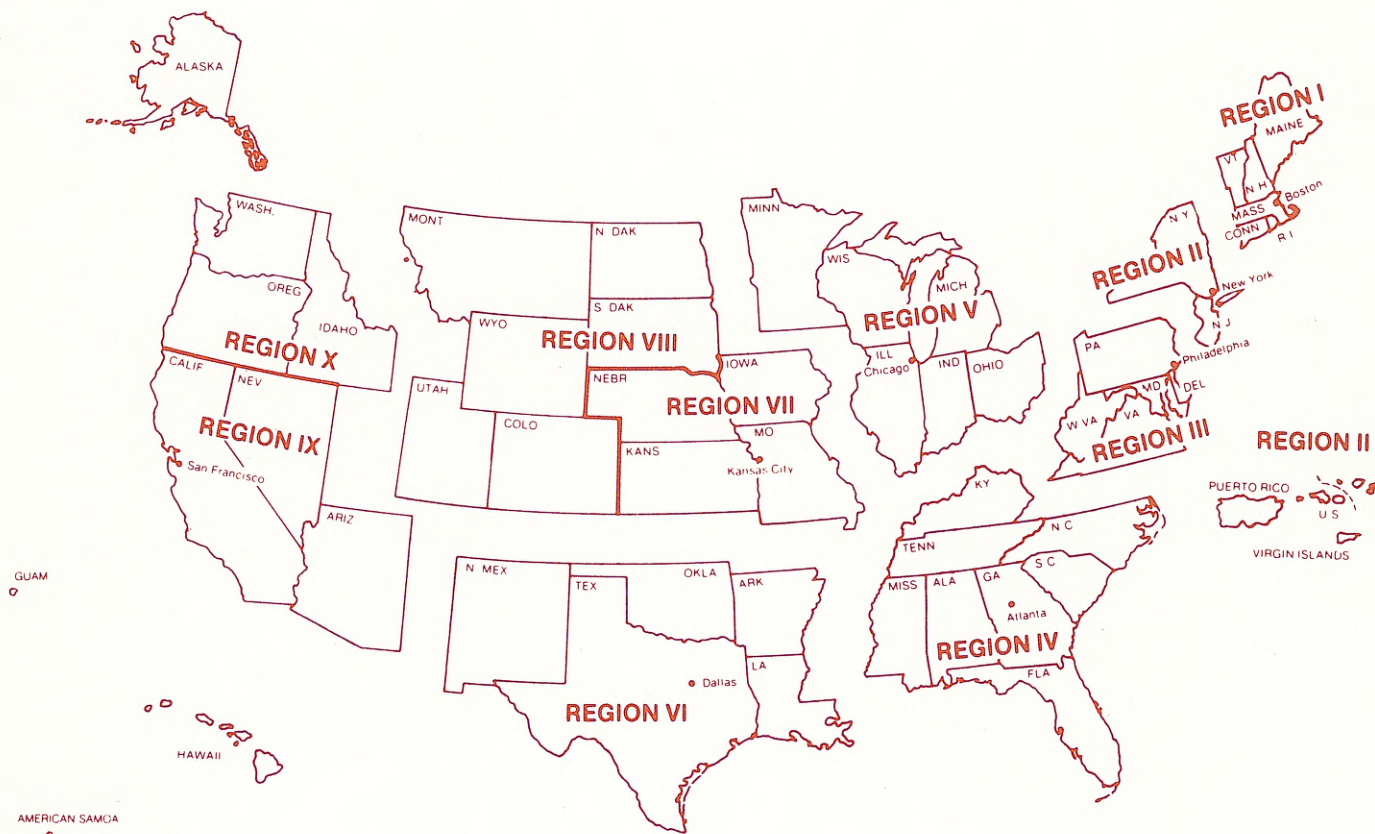 ALASKA
REGION I
MAINE
VT
N H
Boston
MASS
CONN
R I
WASH.
MONT
N DAK
MINN
N Y
REGION II
New York
N J
OREG
IDAHO
REGION X
WYO
S DAK
REGION VIII
WIS
MICH
REGION V
PA
Philadelphia
MD
DEL
W VA
VA
REGION III
CALIF
NEV
REGION IX
San Francisco
UTAH
COLO
NEBR
IOWA
REGION VII
KANS
MO
Kansas City
ILL
Chicago
IND
OHIO
REGION II
PUERTO RICO
U S
VIRGIN ISLANDS
ARIZ
KY
N C
TENN
S C
MISS
ALA
GA
Atlanta
REGION IV
FLA
N MEX
TEX
OKLA
ARK
LA
Dallas
REGION VI
GUAM
HAWAII
AMERICAN SAMOA